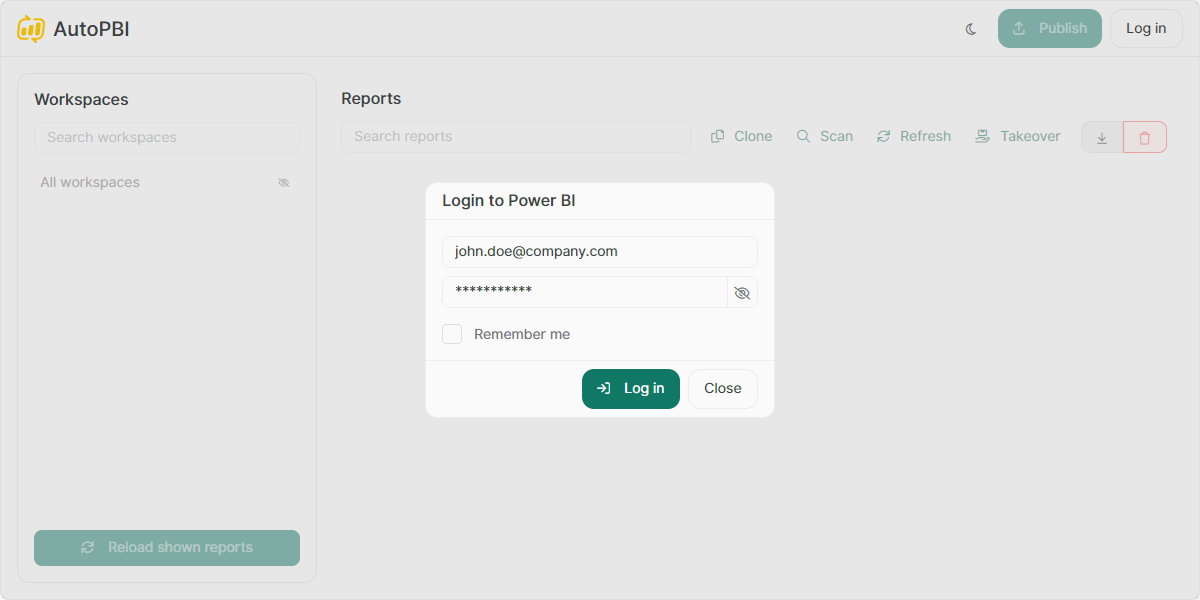 AutoPBI
Publish
Log in
Workspaces
Search workspaces
All workspaces
Reload shown reports
Reports
Search reports
Clone
Scan
Refresh
Takeover
Login to Power BI
john.doe@company.com
***********
Remember me
Log in
Close